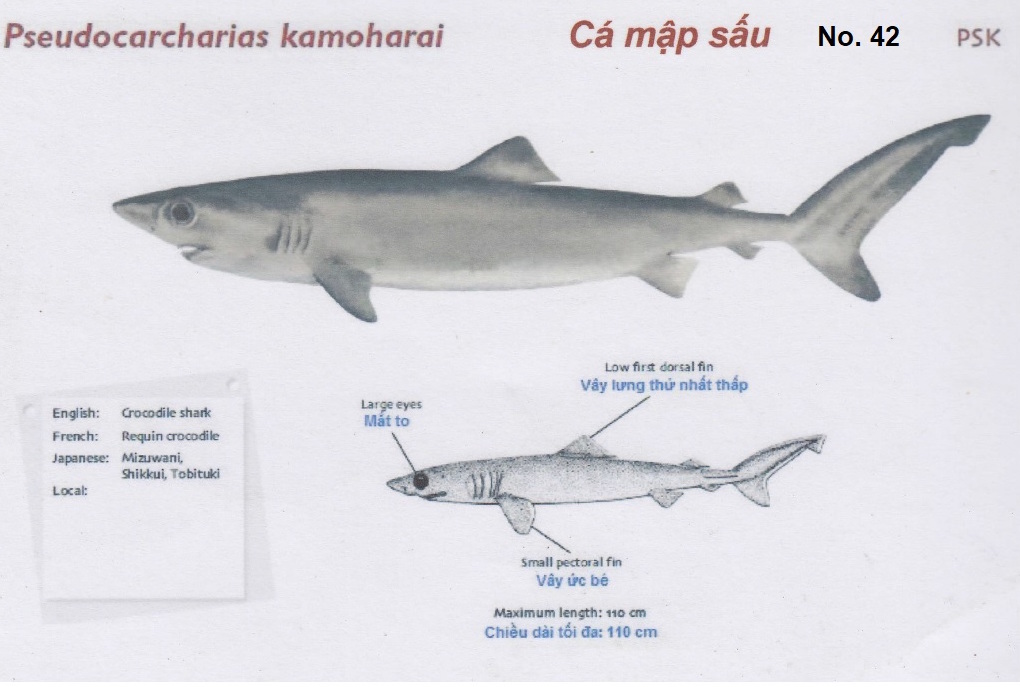 Pseudocarcharias kamoharai Cá mập sấu No. 42 PSK
Low first dorsal fin
Vây lưng thứ nhất thấp
Large eyes
Mắt to
English: Crocodile shark
French: Requin crocodile
Japanese: Mizuwani,
Shikkui, Tobituki
Local:
Small pectoral fin
Vây ức bé
Maximum length: 110 cm
Chiều dài tối đa: 110 cm